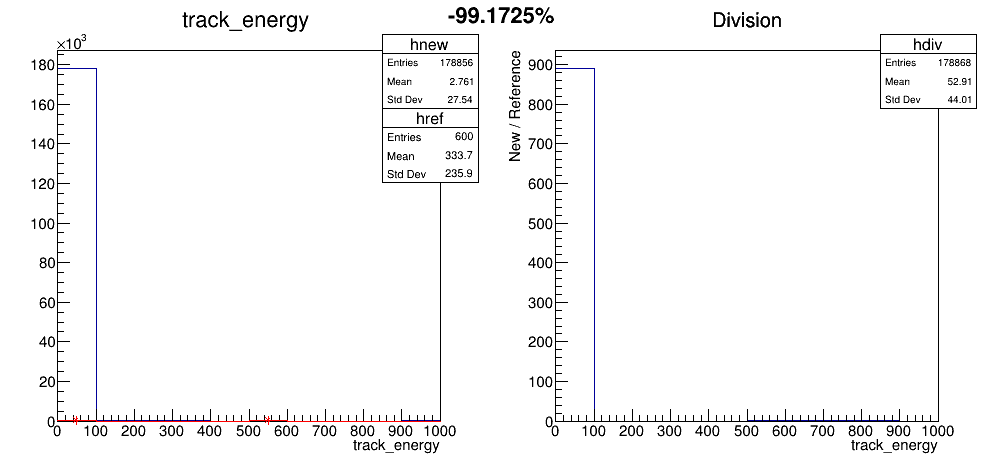 -99.1725%
track_energy
×10³
180
160
140
120
100
80
60
40
20
0
0 100 200 300 400 500 600 700 800 900 1000
track_energy
hnew
Entries 178856
Mean 2.761
Std Dev 27.54
href
Entries 600
Mean 333.7
Std Dev 235.9
Division
New / Reference
900
800
700
600
500
400
300
200
100
0
0 100 200 300 400 500 600 700 800 900 1000
track_energy
hdiv
Entries 178868
Mean 52.91
Std Dev 44.01